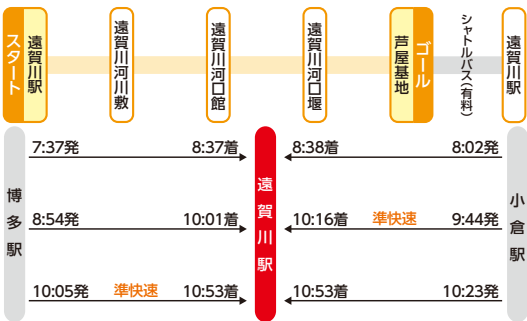 スタート
遠賀川駅
遠賀川河川敷
遠賀川河口館
遠賀川河口堰
芦屋基地
ゴール
シャトルバス（有料）
遠賀川駅
博多駅
遠賀川駅
小倉駅
7:37発 8:37着 8:38着 8:02発
8:54発 10:01着 10:16着 準快速 9:44発
10:05発 準快速 10:53着 10:53着 10:23発